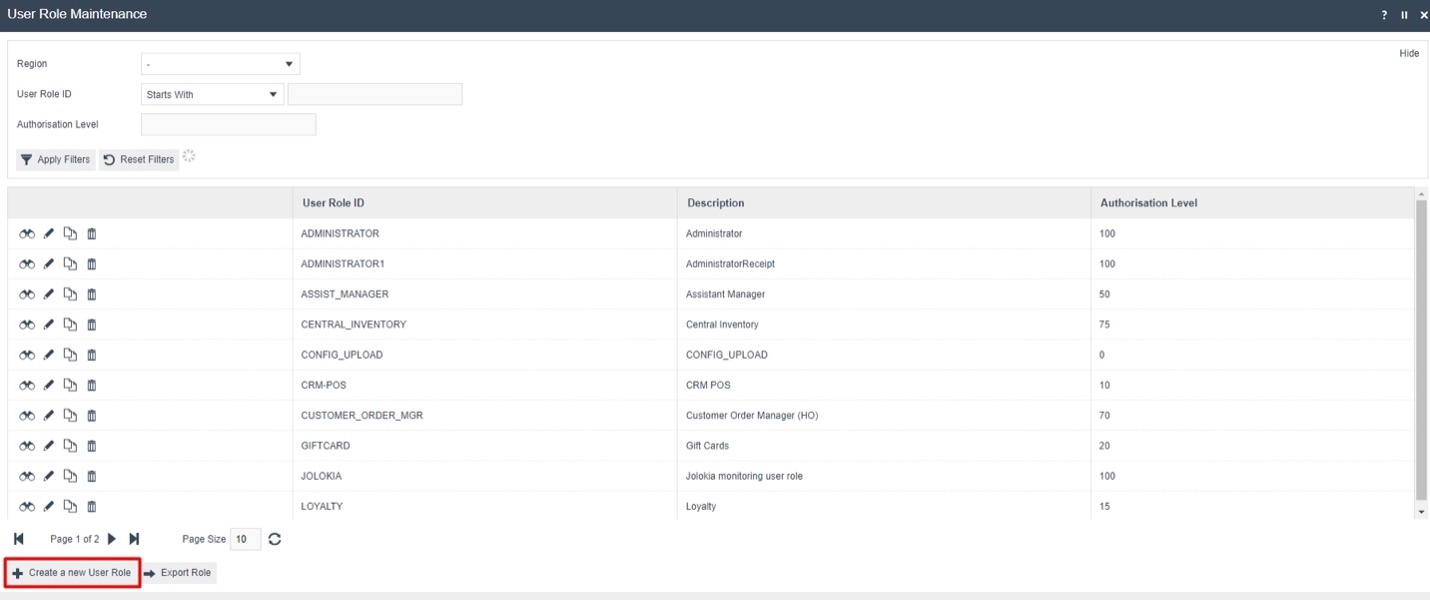 User Role Maintenance ?
Hide
Region -
User Role ID Starts With
Authorisation Level
Apply Filters Reset Filters
User Role ID Description Authorisation Level
ADMINISTRATOR Administrator 100
ADMINISTRATOR1 AdministratorReceipt 100
ASSIST_MANAGER Assistant Manager 50
CENTRAL_INVENTORY Central Inventory 75
CONFIG_UPLOAD CONFIG_UPLOAD 0
CRM-POS CRM POS 10
CUSTOMER_ORDER_MGR Customer Order Manager (HO) 70
GIFTCARD Gift Cards 20
JOLOKIA Jolokia monitoring user role 100
LOYALTY Loyalty 15
Page 1 of 2 Page Size 10
Create a new User Role Export Role